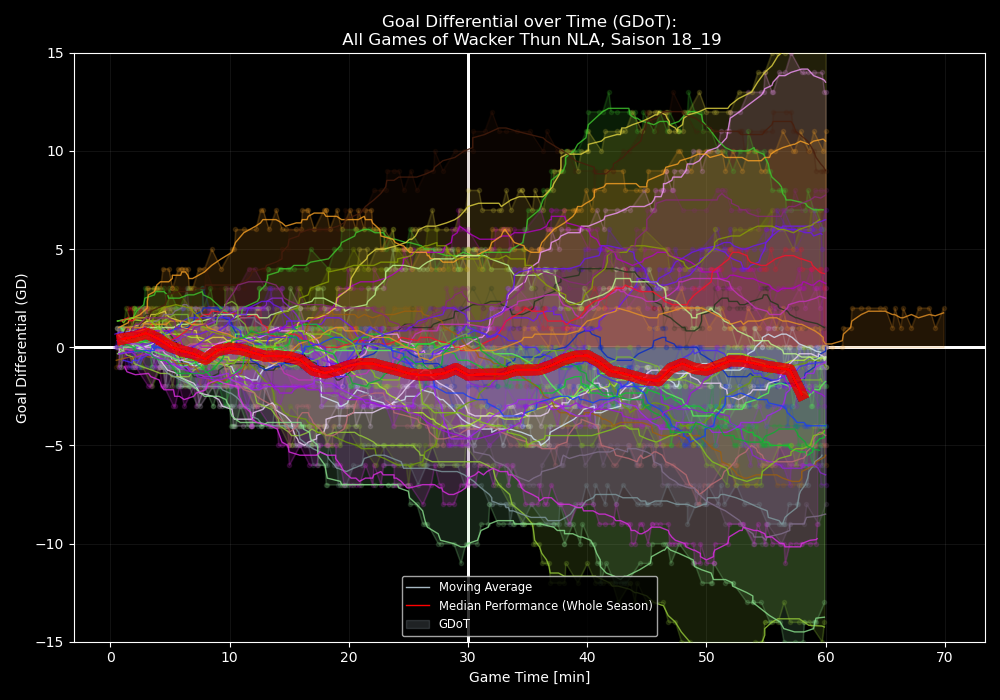 Goal Differential over Time (GDoT):
All Games of Wacker Thun NLA, Saison 18_19
Goal Differential (GD)
15
10
5
0
−5
−10
−15
Moving Average
Median Performance (Whole Season)
GDoT
0 10 20 30 40 50 60 70
Game Time [min]